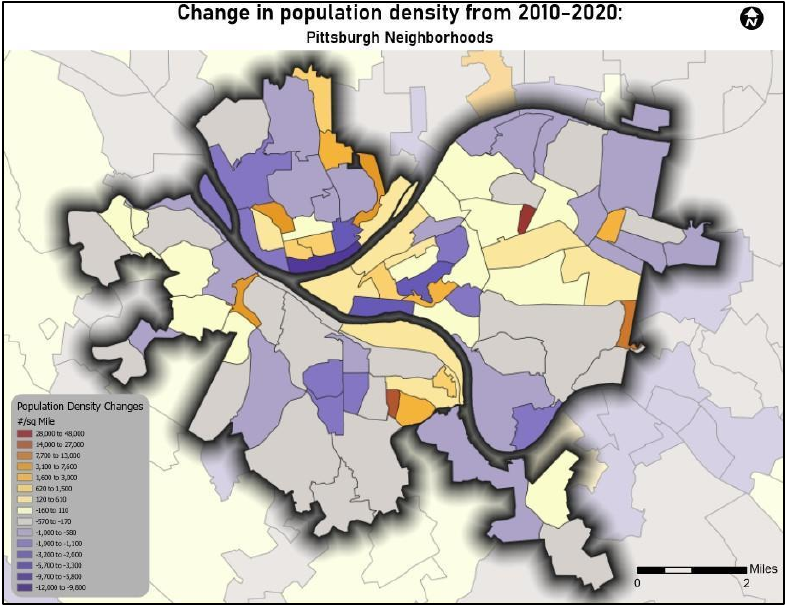 Change in population density from 2010-2020:
Pittsburgh Neighborhoods
N
Population Density Changes
#/sq Mile
28,000 to 48,000
14,000 to 27,000
7,700 to 13,000
3,100 to 7,600
1,600 to 3,000
620 to 1,500
120 to 610
-160 to 110
-570 to -170
-1,000 to -580
-1,900 to -1,100
-3,200 to -2,000
-5,700 to -3,300
-9,700 to -5,800
-12,000 to -9,800
Miles
0 2